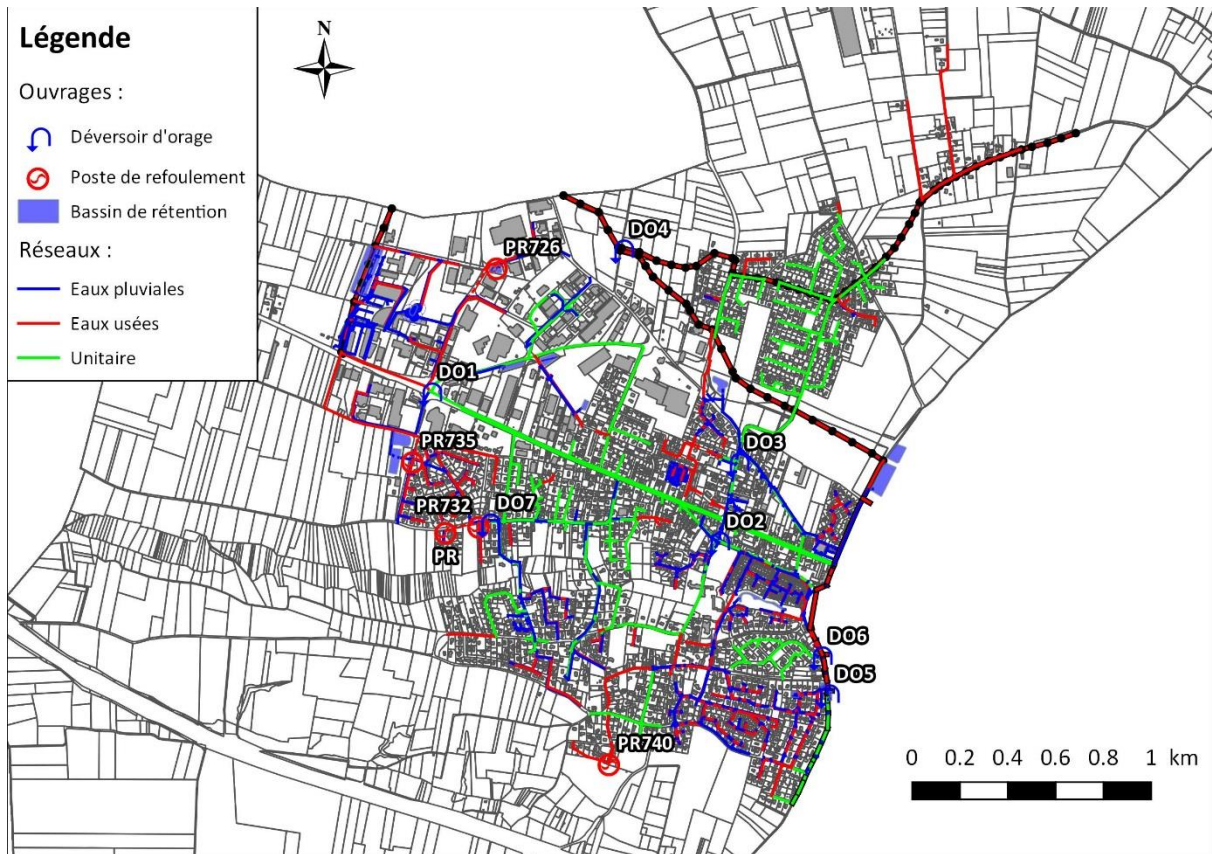 Légende
Ouvrages :
Déversoir d'orage
Poste de refoulement
Bassin de rétention
Réseaux :
Eaux pluviales
Eaux usées
Unitaire
N
DO4
PR726
DO1
PR735
DO3
PR732
DO7
DO2
PR
DO6
DO5
PR740
0 0.2 0.4 0.6 0.8 1 km